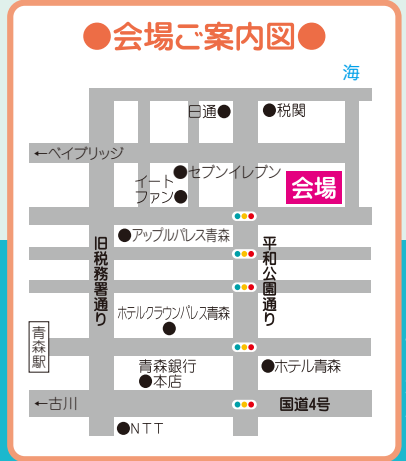 ●会場ご案内図●
海
日通●
●税関
←ベイブリッジ
●セブンイレブン
イート
ファン●
会場
●アップルパレス青森
旧税務署通り
平和公園通り
ホテルクラウンパレス青森
●
青森駅
青森銀行
●本店
●ホテル青森
←古川
国道4号
●NTT